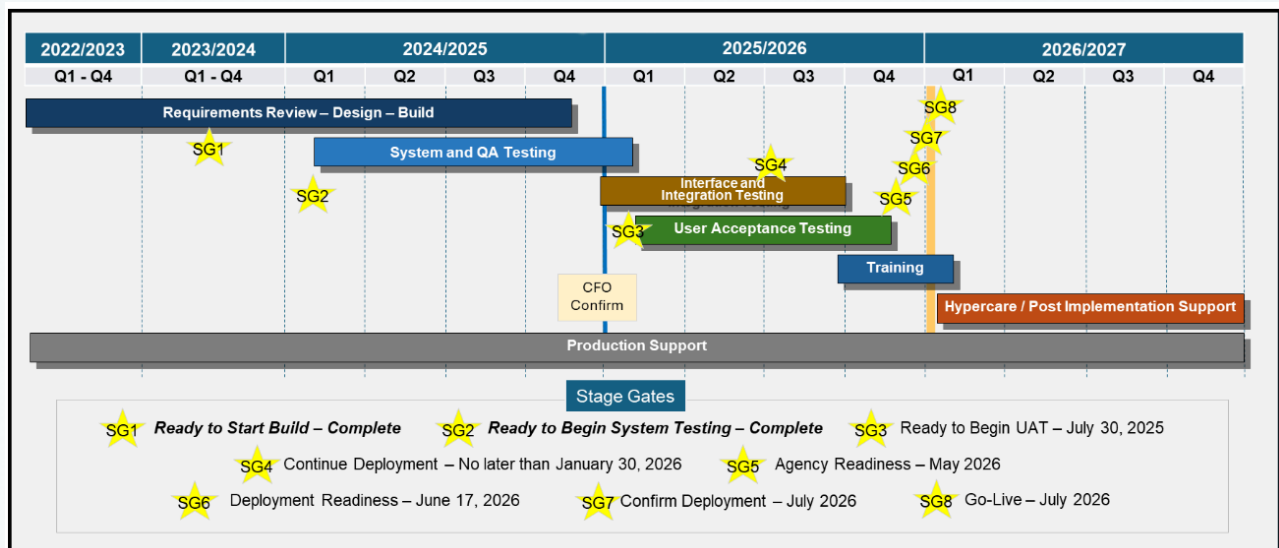 2022/2023 2023/2024 2024/2025 2025/2026 2026/2027
Q1 - Q4 Q1 - Q4 Q1 Q2 Q3 Q4 Q1 Q2 Q3 Q4 Q1 Q2 Q3 Q4
SG8
Requirements Review – Design – Build
SG7
SG1
System and QA Testing
SG4
SG6
Interface and
Integration Testing
SG2
SG5
SG3
User Acceptance Testing
Training
CFO
Confirm
Hypercare / Post Implementation Support
Production Support
Stage Gates
SG1 Ready to Start Build – Complete
SG2 Ready to Begin System Testing – Complete
SG3 Ready to Begin UAT – July 30, 2025
SG4 Continue Deployment – No later than January 30, 2026
SG5 Agency Readiness – May 2026
SG6 Deployment Readiness – June 17, 2026
SG7 Confirm Deployment – July 2026
SG8 Go-Live – July 2026